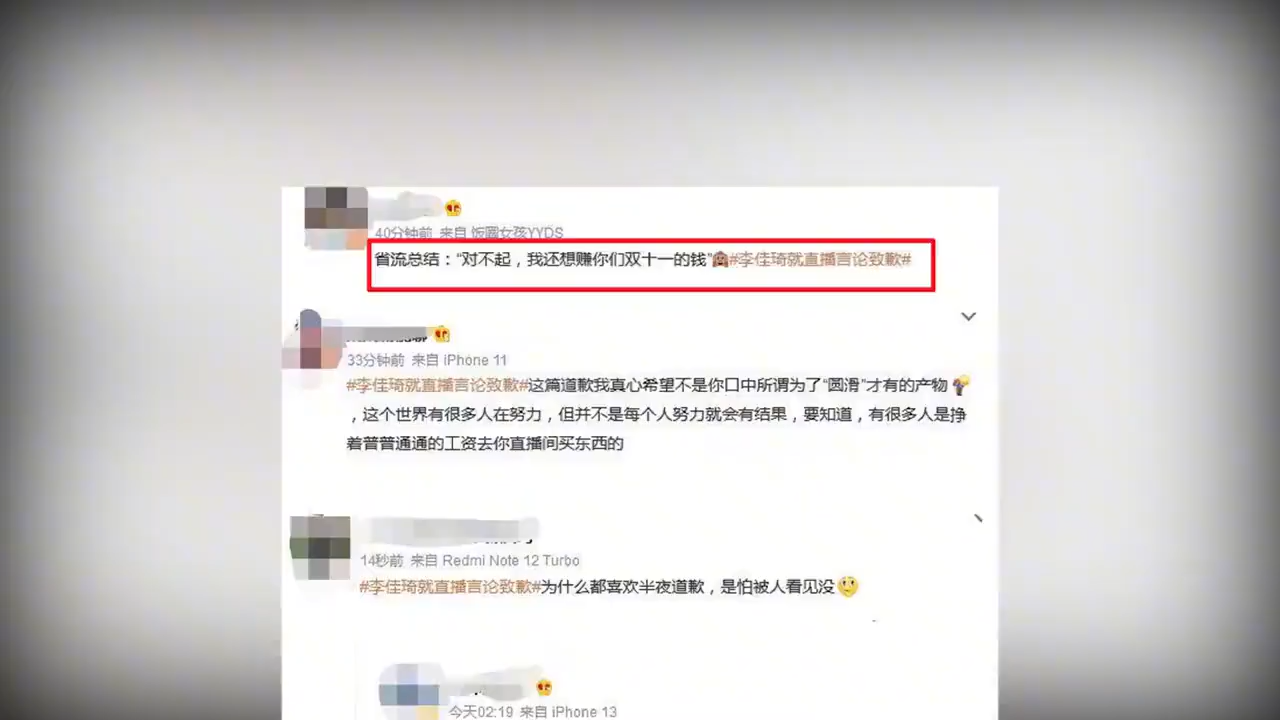 40分钟前 来自 饭圈女孩YYDS
省流总结：“对不起，我还想赚你们双十一的钱”#李佳琦就直播言论致歉#
33分钟前 来自 iPhone 11
#李佳琦就直播言论致歉#这篇道歉我真心希望不是你口中所谓为了“圆滑”才有的产物
，这个世界有很多人在努力，但并不是每个人努力就会有结果，要知道，有很多人是挣
着普普通通的工资去你直播间买东西的
14秒前 来自 Redmi Note 12 Turbo
#李佳琦就直播言论致歉#为什么都喜欢半夜道歉，是怕被人看见没
今天02:19 来自 iPhone 13